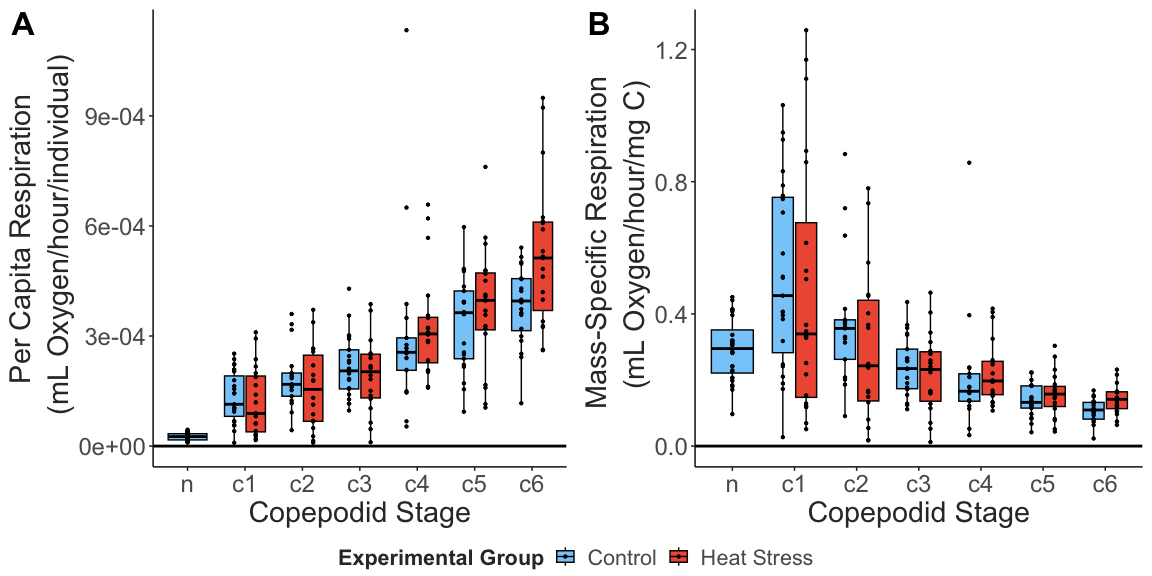 A
Per Capita Respiration
(mL Oxygen/hour/individual)
9e-04
6e-04
3e-04
0e+00
n c1 c2 c3 c4 c5 c6
Copepodid Stage
B
Mass-Specific Respiration
(mL Oxygen/hour/mg C)
1.2
0.8
0.4
0.0
n c1 c2 c3 c4 c5 c6
Copepodid Stage
Experimental Group Control Heat Stress